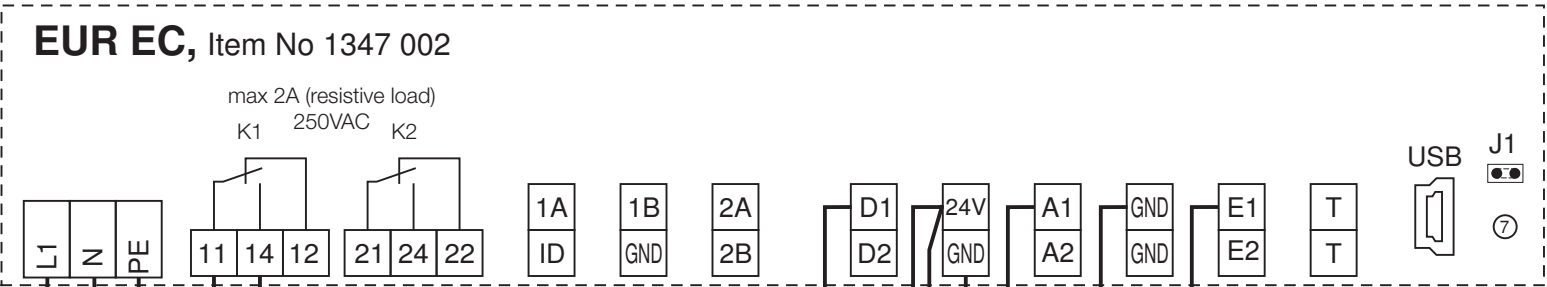 EUR EC, Item No 1347 002
max 2A (resistive load)
250VAC
K1 K2
USB J1
L1 N PE
11 14 12
21 24 22
1A 1B 2A D1 24V A1 GND E1 T
ID GND 2B D2 GND A2 GND E2 T
7